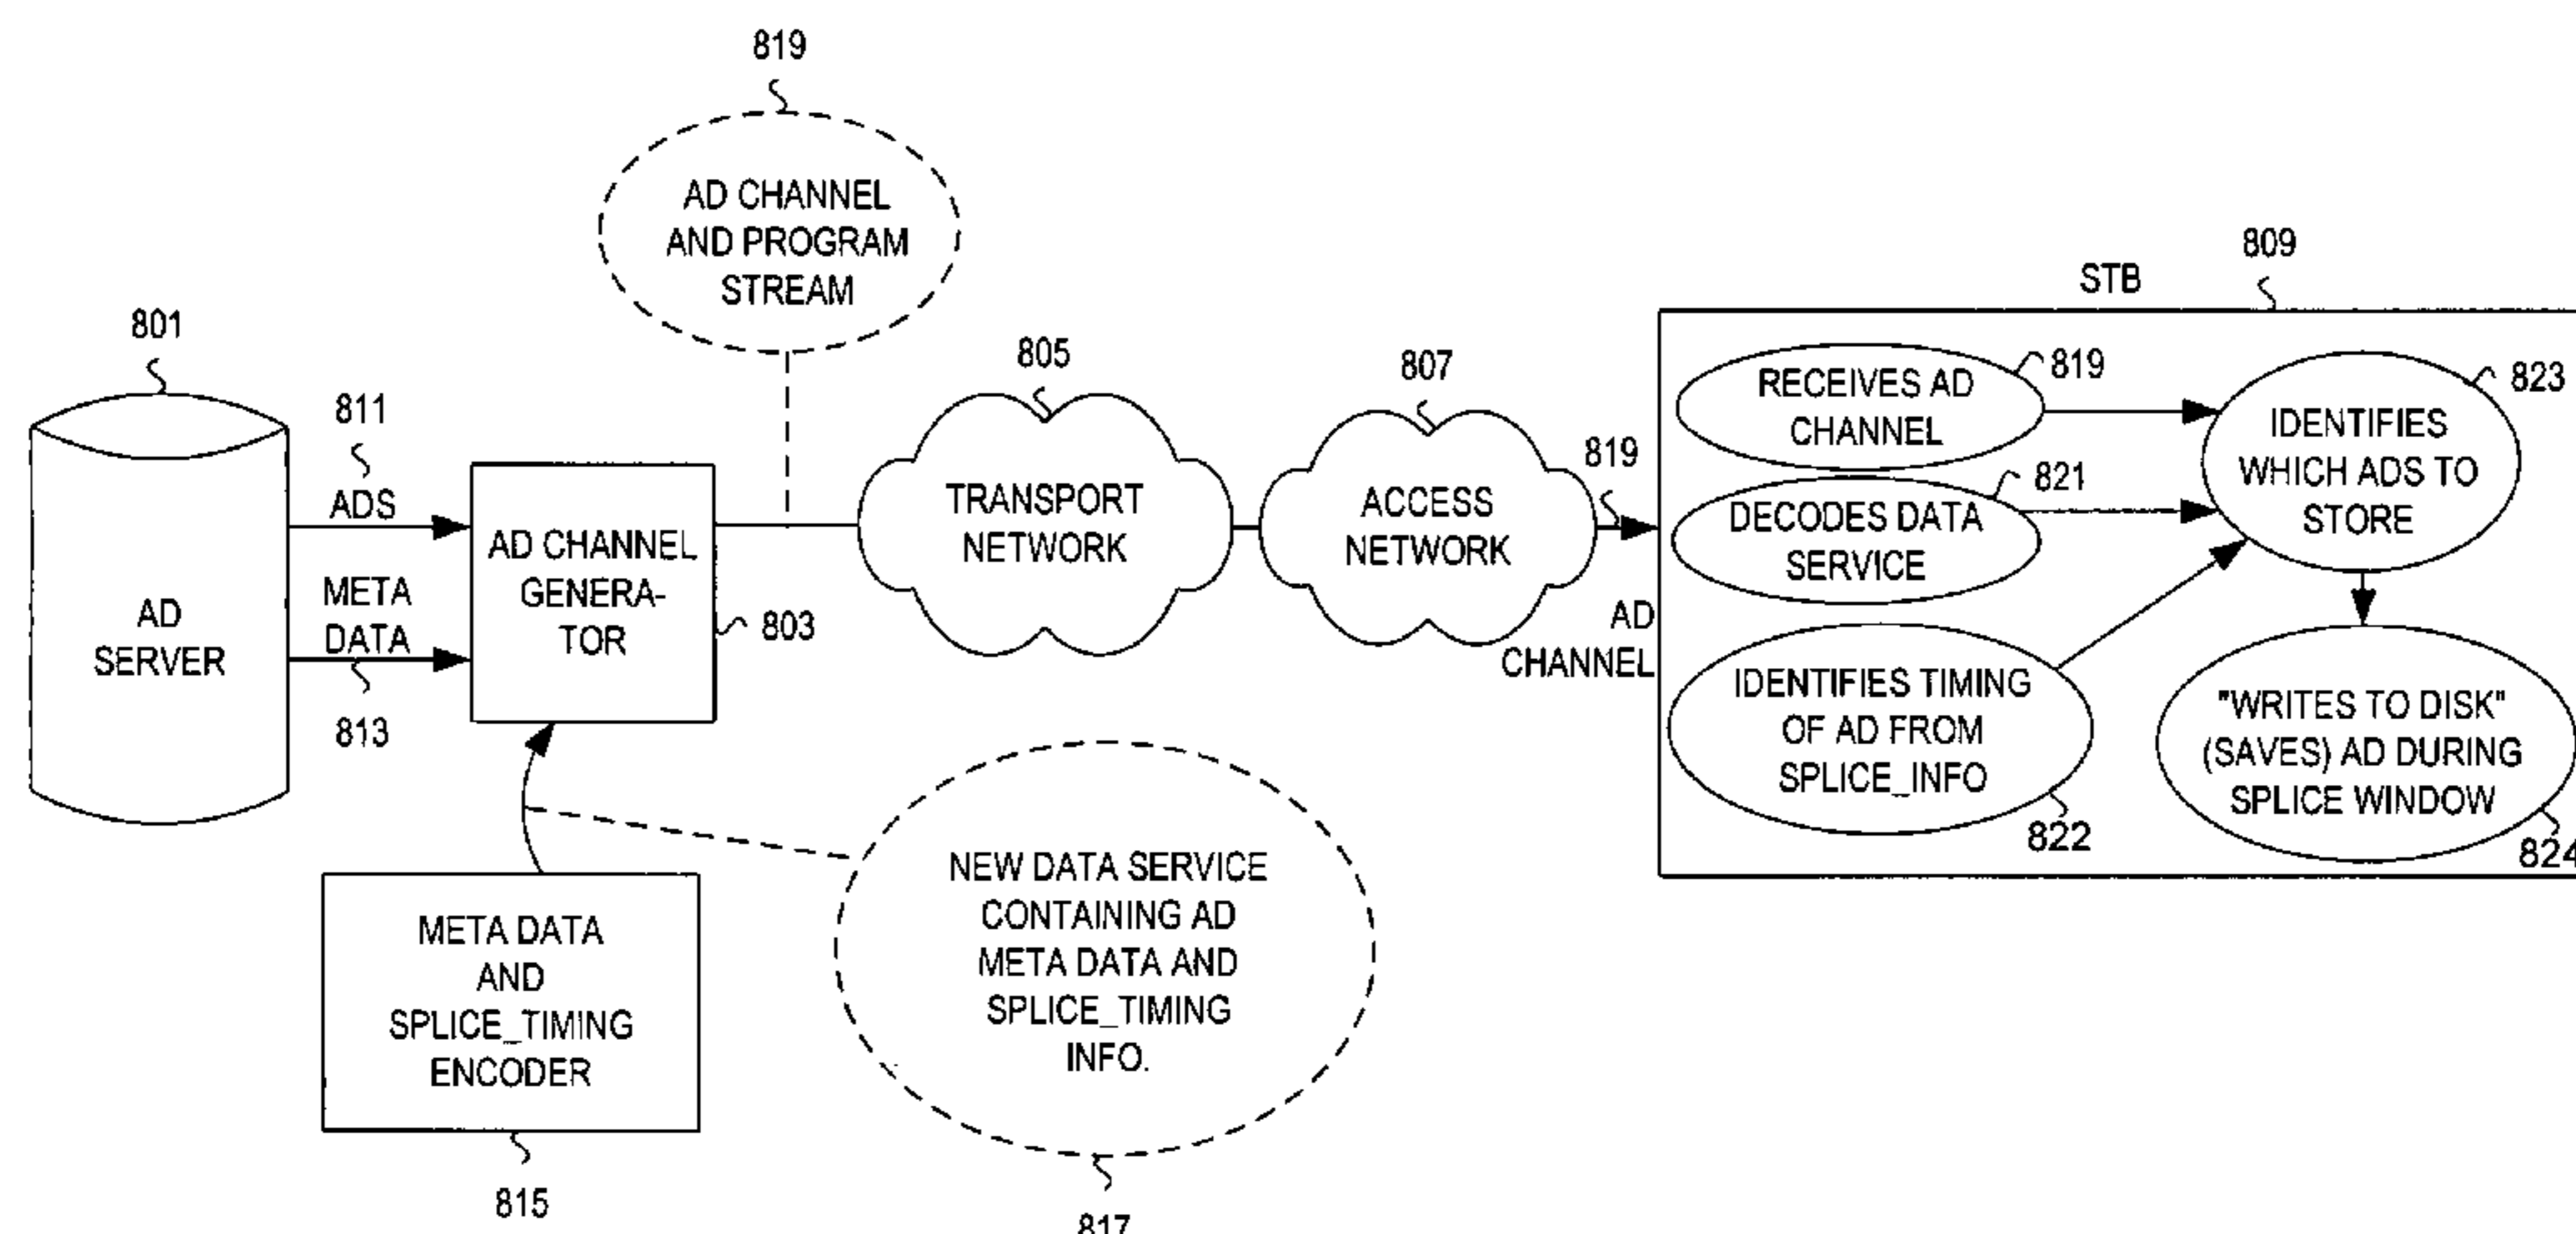 819
AD CHANNEL
AND PROGRAM
STREAM
801
811
ADS
META
DATA
813
AD
SERVER
AD CHANNEL
GENERA-
TOR
803
805
TRANSPORT
NETWORK
807
ACCESS
NETWORK
819
AD
CHANNEL
STB
809
RECEIVES AD
CHANNEL
819
DECODES DATA
SERVICE
821
IDENTIFIES TIMING
OF AD FROM
SPLICE_INFO
822
IDENTIFIES
WHICH ADS TO
STORE
823
"WRITES TO DISK"
(SAVES) AD DURING
SPLICE WINDOW
824
META DATA
AND
SPLICE_TIMING
ENCODER
815
NEW DATA SERVICE
CONTAINING AD
META DATA AND
SPLICE_TIMING
INFO.
817